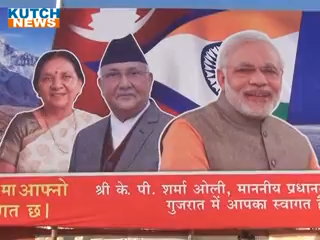 KUTCH
NEWS
मा आफ्नो
गत छ।
श्री के. पी. शर्मा ओली, माननीय प्रधान
गुजरात में आपका स्वागत है